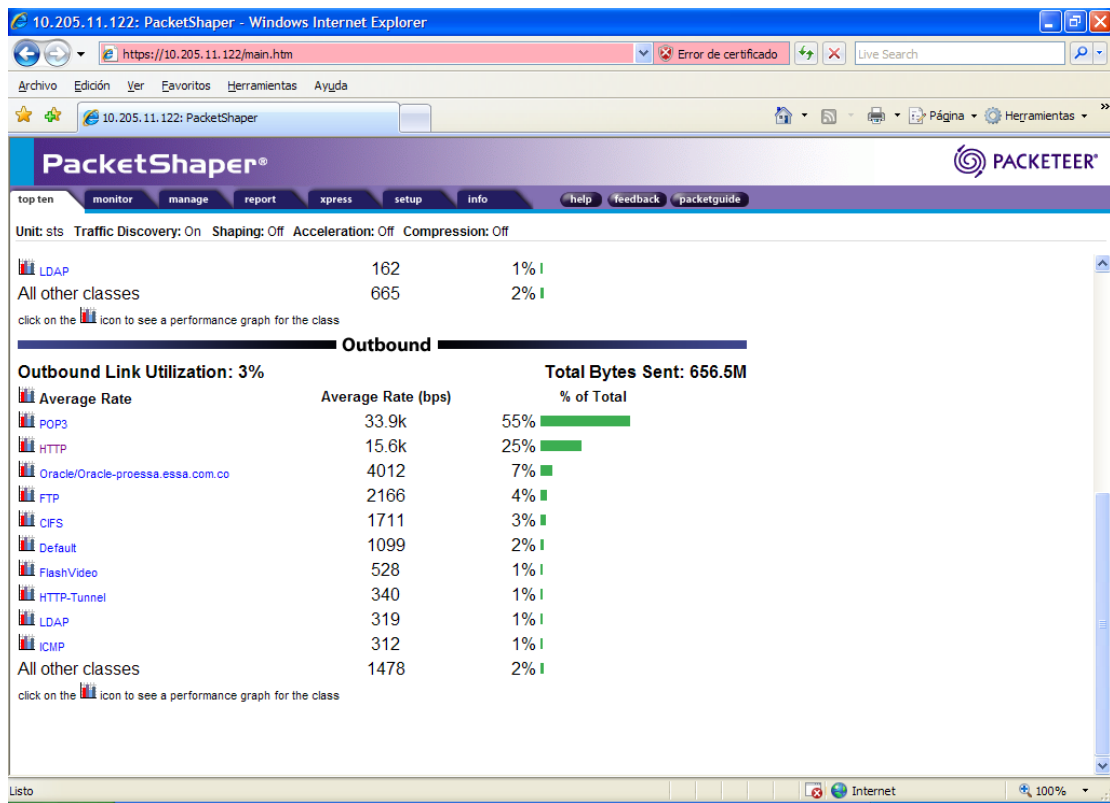 10.205.11.122: PacketShaper - Windows Internet Explorer
https://10.205.11.122/main.htm Error de certificado Live Search
Archivo Edición Ver Favoritos Herramientas Ayuda
10.205.11.122: PacketShaper Página Herramientas »
PacketShaper® PACKETEER®
top ten monitor manage report xpress setup info help feedback packetguide
Unit: sts Traffic Discovery: On Shaping: Off Acceleration: Off Compression: Off
LDAP 162 1%
All other classes 665 2%
click on the icon to see a performance graph for the class
Outbound
Outbound Link Utilization: 3% Total Bytes Sent: 656.5M
Average Rate Average Rate (bps) % of Total
POP3 33.9k 55%
HTTP 15.6k 25%
Oracle/Oracle-proessa.essa.com.co 4012 7%
FTP 2166 4%
CIFS 1711 3%
Default 1099 2%
FlashVideo 528 1%
HTTP-Tunnel 340 1%
LDAP 319 1%
ICMP 312 1%
All other classes 1478 2%
click on the icon to see a performance graph for the class
Listo Internet 100%